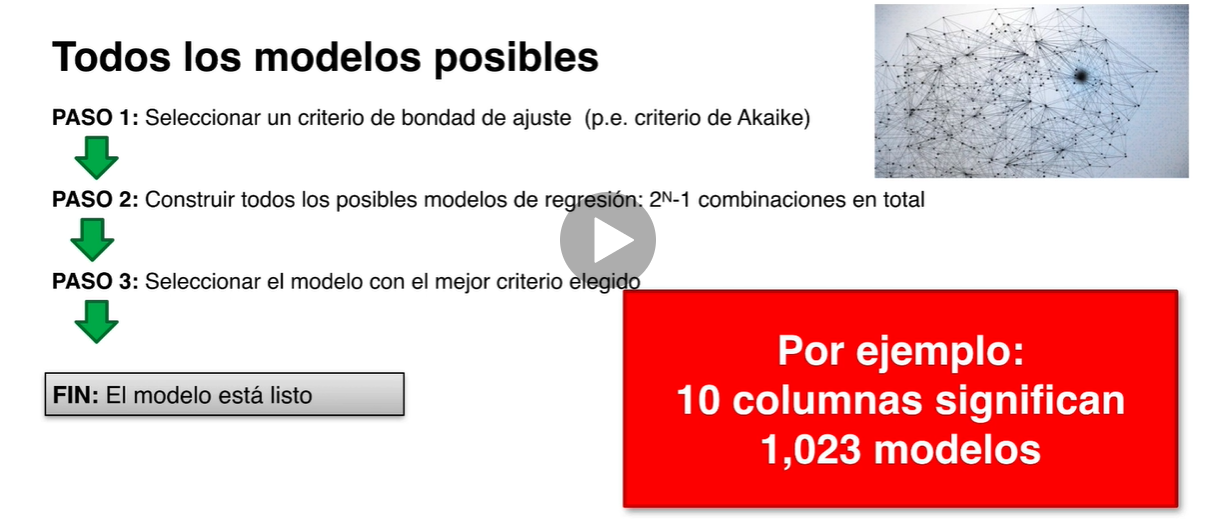 Todos los modelos posibles
PASO 1: Seleccionar un criterio de bondad de ajuste (p.e. criterio de Akaike)
PASO 2: Construir todos los posibles modelos de regresión: 2ᴺ-1 combinaciones en total
PASO 3: Seleccionar el modelo con el mejor criterio elegido
FIN: El modelo está listo
Por ejemplo:
10 columnas significan
1,023 modelos